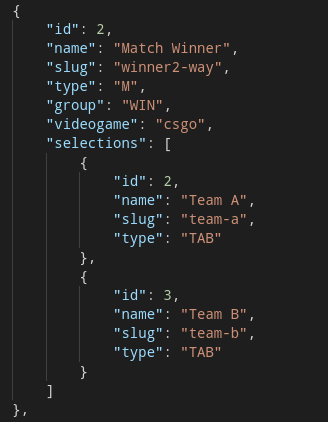 {
"id": 2,
"name": "Match Winner",
"slug": "winner2-way",
"type": "M",
"group": "WIN",
"videogame": "csgo",
"selections": [
{
"id": 2,
"name": "Team A",
"slug": "team-a",
"type": "TAB"
},
{
"id": 3,
"name": "Team B",
"slug": "team-b",
"type": "TAB"
}
]
},